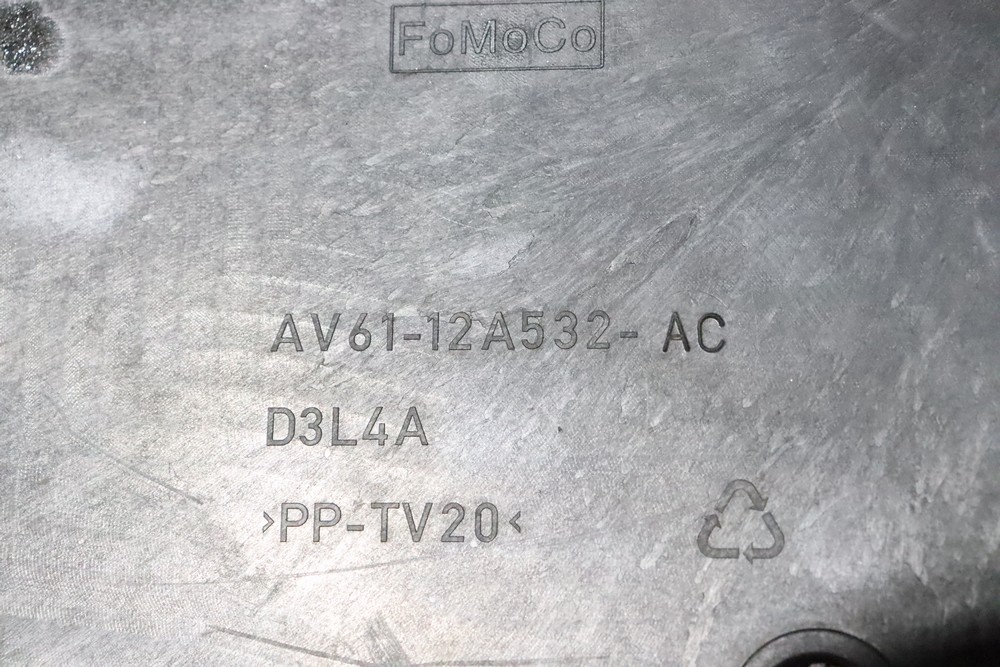 FoMoCo
AV61-12A532- AC
D3L4A
>PP-TV20<